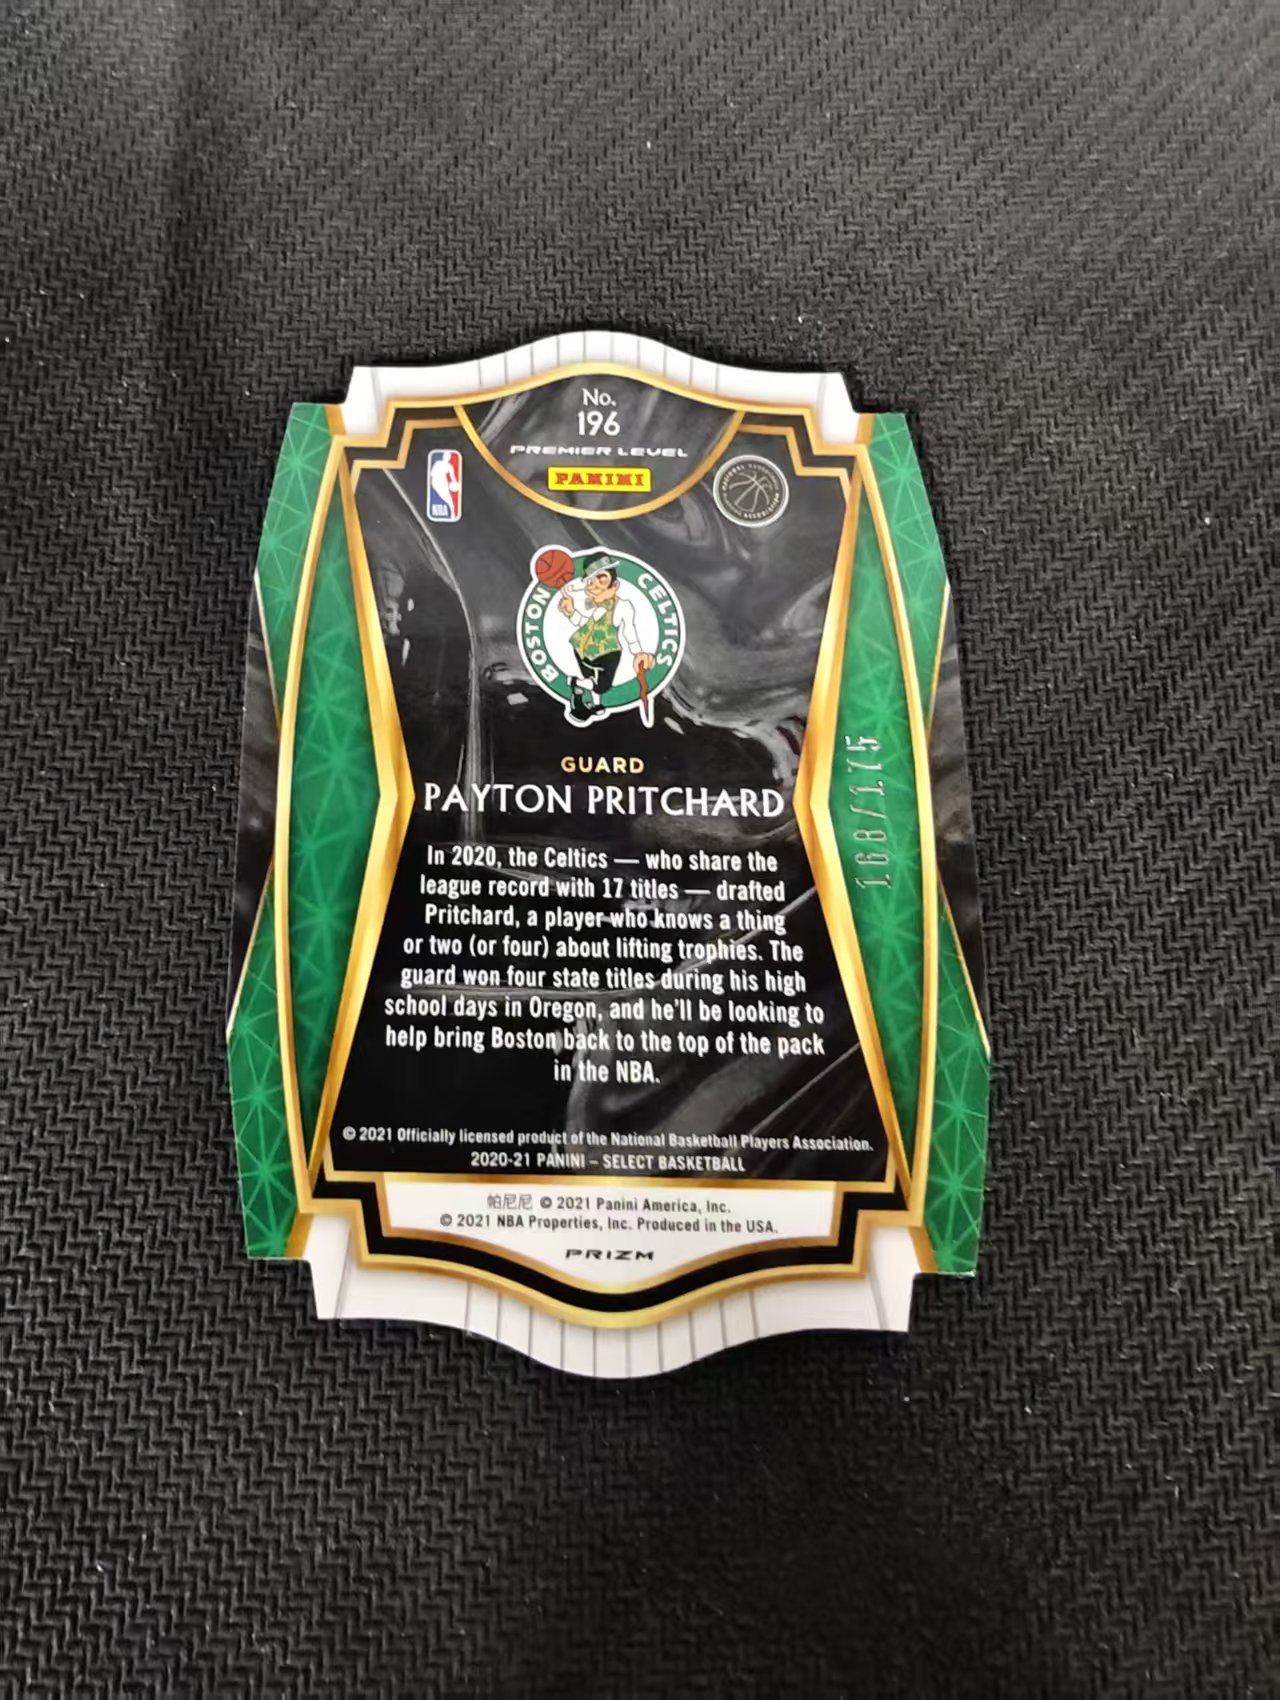 No.
196
PREMIER LEVEL
PANINI
NBA
BOSTON CELTICS
168/175
GUARD
PAYTON PRITCHARD
In 2020, the Celtics — who share the
league record with 17 titles — drafted
Pritchard, a player who knows a thing
or two (or four) about lifting trophies. The
guard won four state titles during his high
school days in Oregon, and he'll be looking to
help bring Boston back to the top of the pack
in the NBA.
© 2021 Officially licensed product of the National Basketball Players Association.
2020-21 PANINI – SELECT BASKETBALL
帕尼尼 © 2021 Panini America, Inc.
© 2021 NBA Properties, Inc. Produced in the USA.
PRIZM